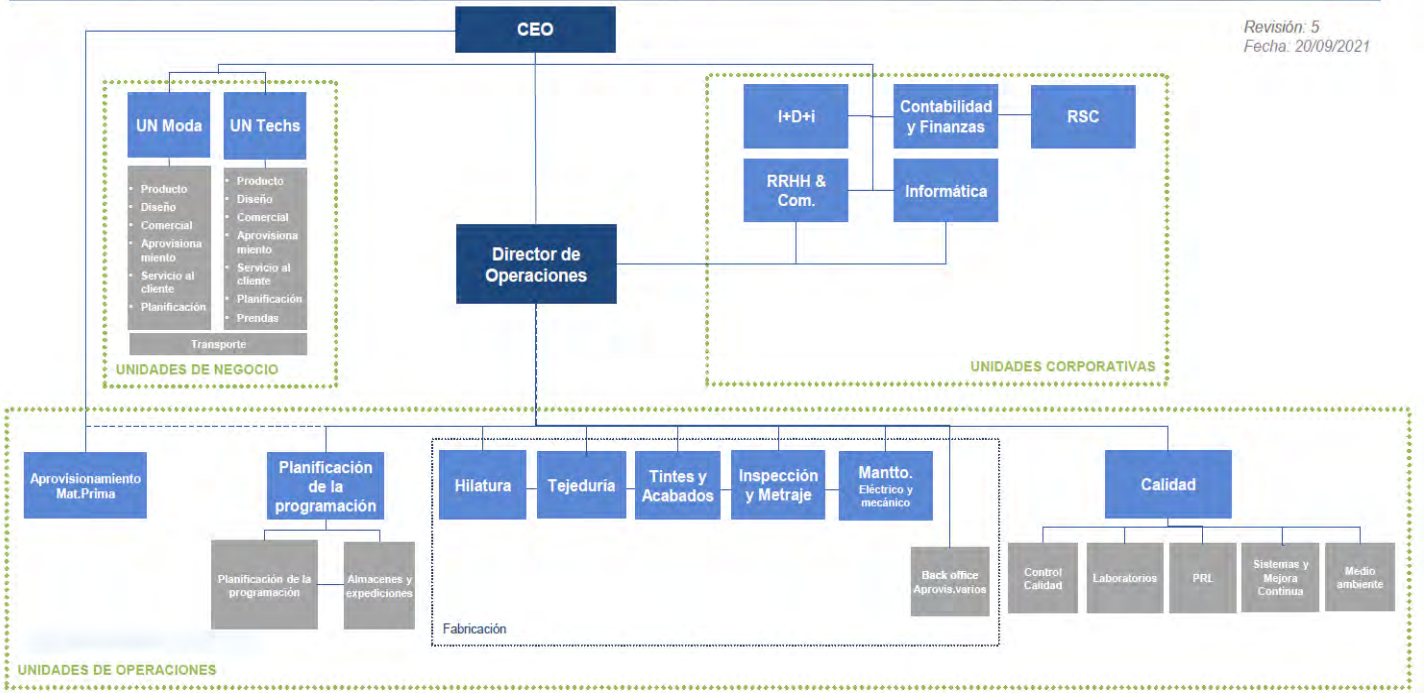 CEO
Revisión: 5
Fecha: 20/09/2021
UN Moda
UN Techs
• Producto
• Diseño
• Comercial
• Aprovisiona
miento
• Servicio al
cliente
• Planificación
• Producto
• Diseño
• Comercial
• Aprovisiona
miento
• Servicio al
cliente
• Planificación
• Prendas
Transporte
UNIDADES DE NEGOCIO
I+D+i
Contabilidad
y Finanzas
RSC
RRHH &
Com.
Informática
UNIDADES CORPORATIVAS
Director de
Operaciones
Aprovisionamiento
Mat.Prima
Planificación
de la
programación
Hilatura
Tejeduría
Tintes y
Acabados
Inspección
y Metraje
Mantto.
Eléctrico y
mecánico
Calidad
Planificación de la
programación
Almacenes y
expediciones
Back office
Aprovis.varios
Control
Calidad
Laboratorios
PRL
Sistemas y
Mejora
Continua
Medio
ambiente
Fabricación
UNIDADES DE OPERACIONES